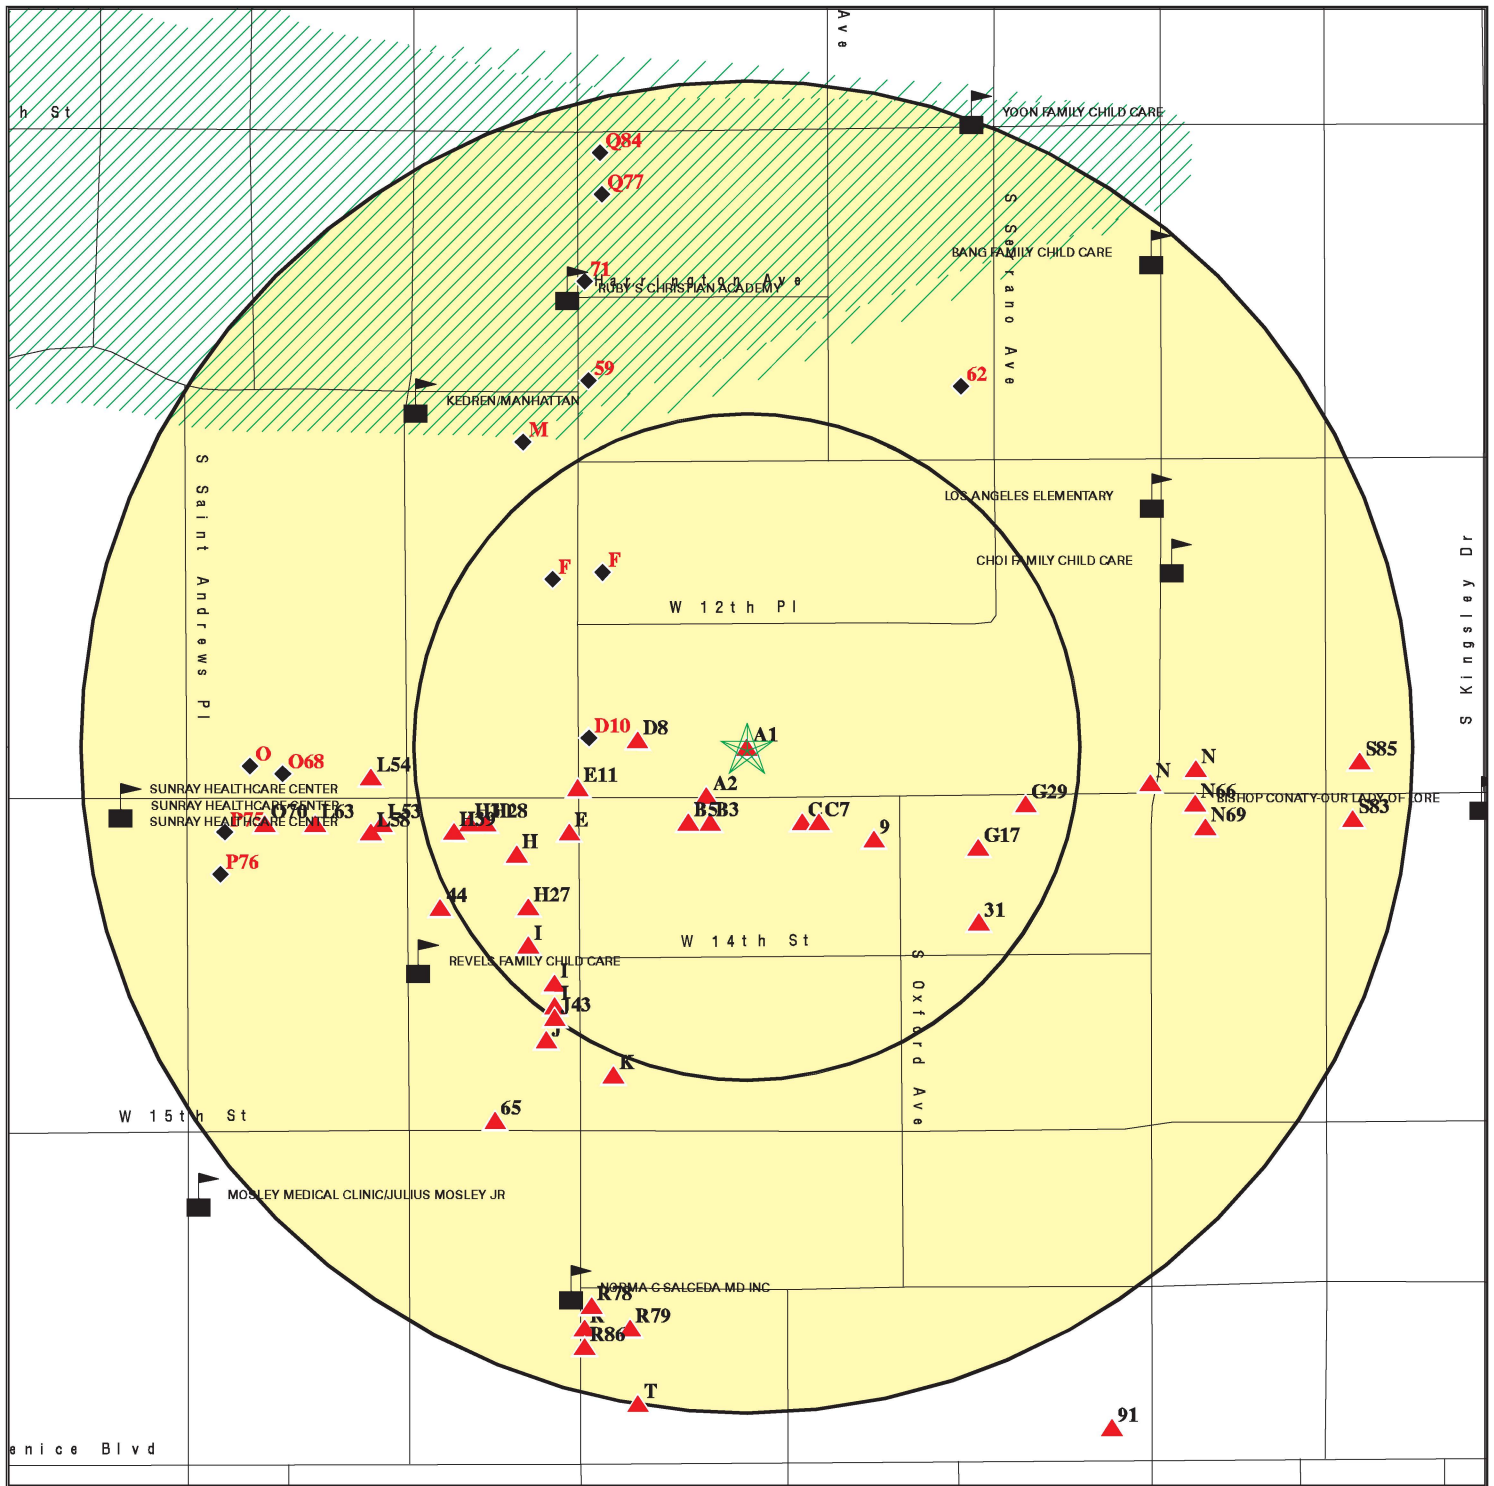 Ave
h St
YOON FAMILY CHILD CARE
Q84
Q77
S Serrano Ave
BANG FAMILY CHILD CARE
71
Harrington Ave
RUBY'S CHRISTIAN ACADEMY
59
62
KEDREN/MANHATTAN
M
S Saint Andrews Pl
LOS ANGELES ELEMENTARY
CHOI FAMILY CHILD CARE
S Kingsley Dr
F
F
W 12th Pl
D10
D8
A1
O
O68
L54
E11
A2
N
N
S85
SUNRAY HEALTHCARE CENTER
SUNRAY HEALTHCARE CENTER
SUNRAY HEALTHCARE CENTER
G29
N66
BISHOP CONATY-OUR LADY OF LORE
P75
O70
L63
L53
L58
H39
H28
E
B5
B3
C
C7
9
G17
N69
S83
P76
H
44
H27
31
I
W 14th St
REVELS FAMILY CHILD CARE
S Oxford Ave
I
I
J43
J
K
65
W 15th St
MOSLEY MEDICAL CLINIC/JULIUS MOSLEY JR
NORMA C SALCEDA MD INC
R78
R
R79
R86
T
91
enice Blvd